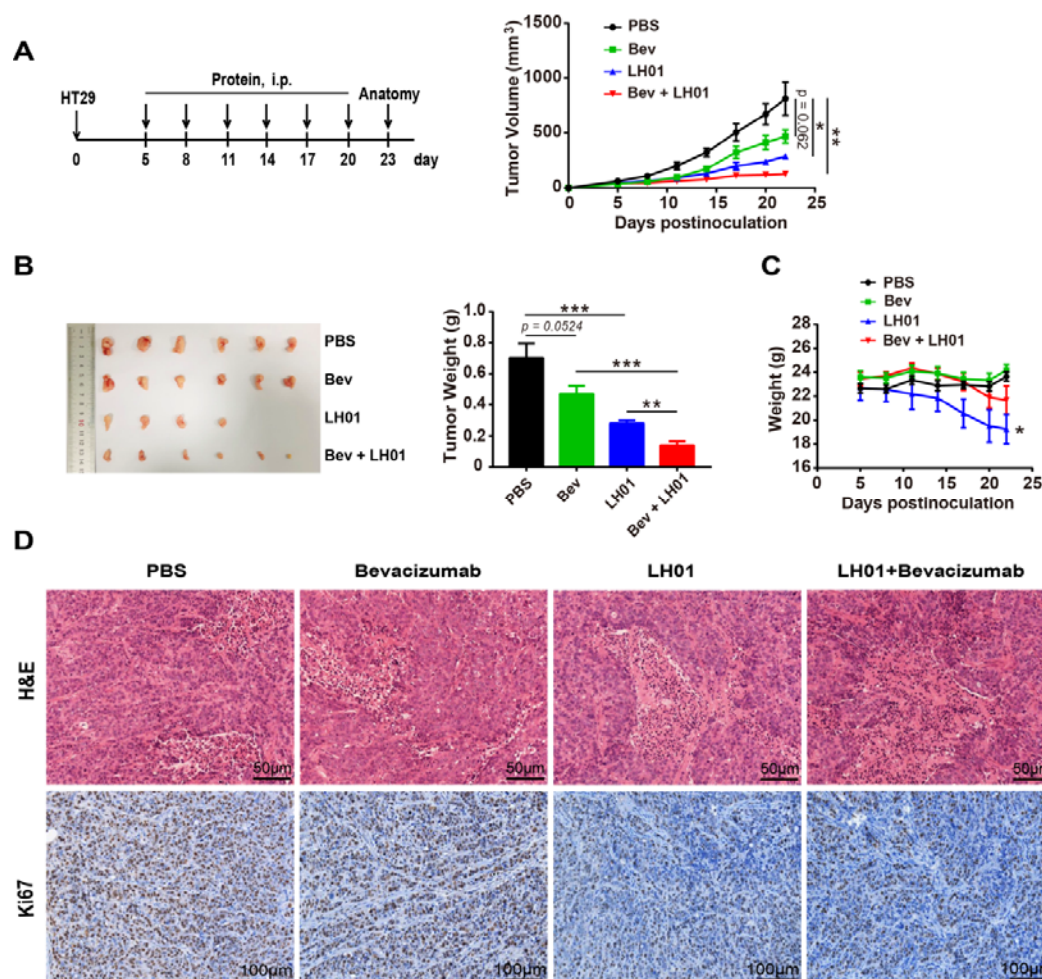 A
HT29
Protein, i.p.
Anatomy
0 5 8 11 14 17 20 23 day
PBS
Bev
LH01
Bev + LH01
Tumor Volume (mm³)
1500
1000
500
0
0 5 10 15 20 25
Days postinoculation
p = 0.062
*
**
B
PBS
Bev
LH01
Bev + LH01
Tumor Weight (g)
1.0
0.8
0.6
0.4
0.2
0
***
p = 0.0524
***
**
PBS
Bev
LH01
Bev + LH01
C
PBS
Bev
LH01
Bev + LH01
Weight (g)
28
26
24
22
20
18
16
*
0 5 10 15 20 25
Days postinoculation
D
PBS Bevacizumab LH01 LH01+Bevacizumab
H&E
50μm 50μm 50μm 50μm
Ki67
100μm 100μm 100μm 100μm